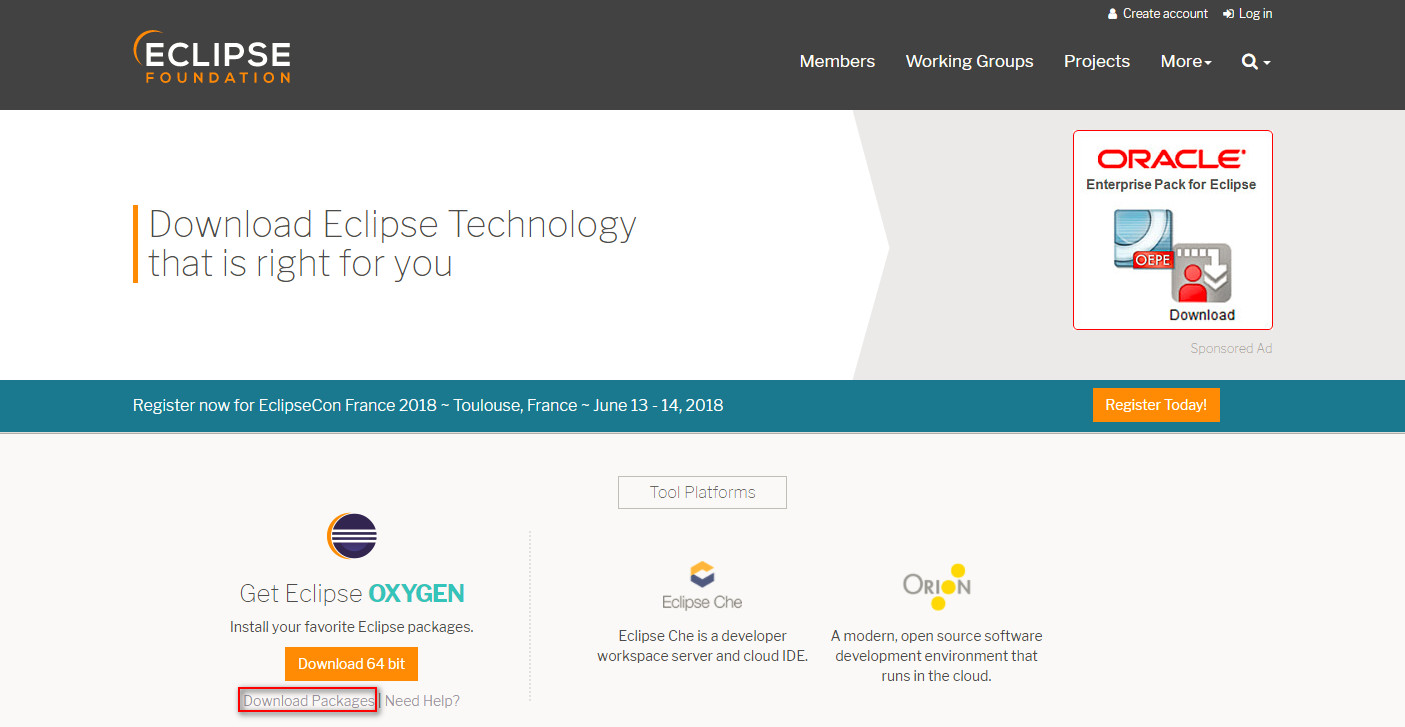 Create account Log in
ECLIPSE
FOUNDATION
Members Working Groups Projects More
ORACLE
Enterprise Pack for Eclipse
OEPE
Download
Sponsored Ad
Download Eclipse Technology
that is right for you
Register now for EclipseCon France 2018 ~ Toulouse, France ~ June 13 - 14, 2018
Register Today!
Tool Platforms
Get Eclipse OXYGEN
Install your favorite Eclipse packages.
Download 64 bit
Download Packages | Need Help?
Eclipse Che
Eclipse Che is a developer
workspace server and cloud IDE.
ORION
A modern, open source software
development environment that
runs in the cloud.